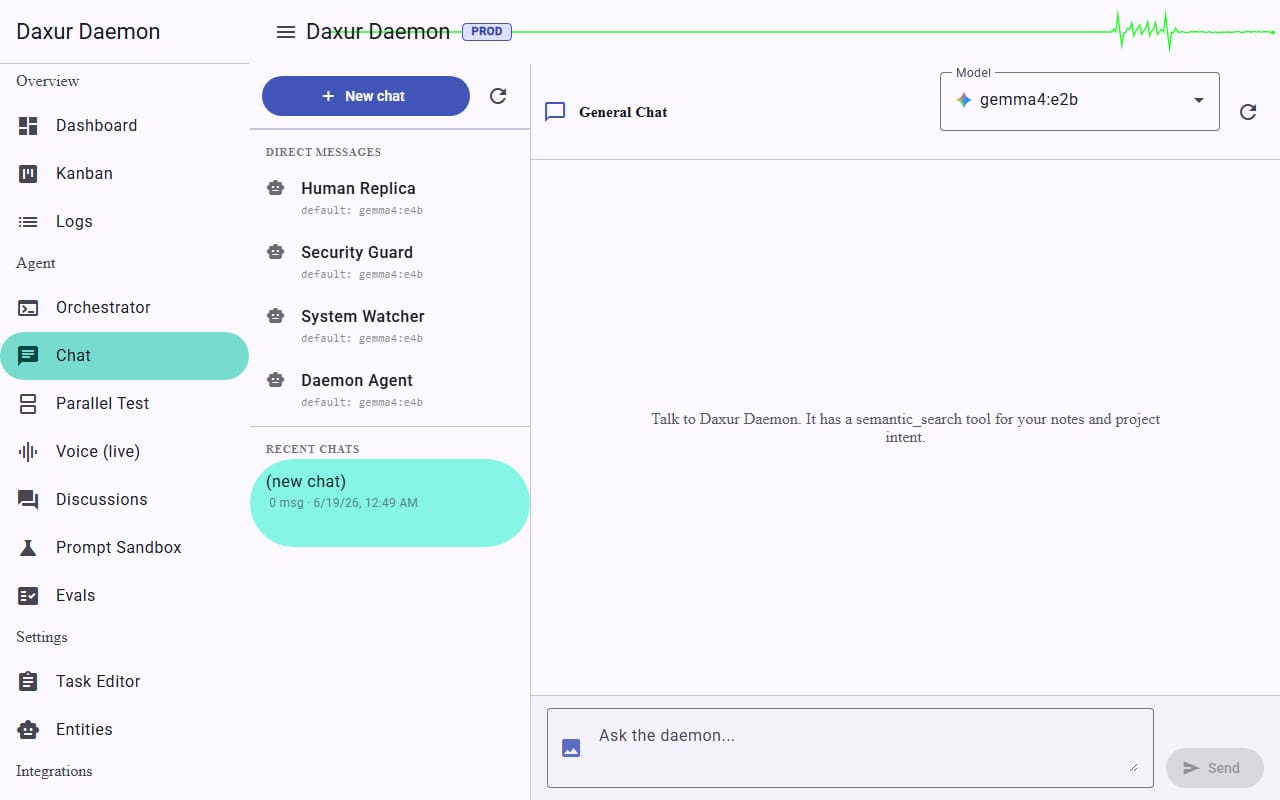 Daxur Daemon
Overview
Dashboard
Kanban
Logs
Agent
Orchestrator
Chat
Parallel Test
Voice (live)
Discussions
Prompt Sandbox
Evals
Settings
Task Editor
Entities
Integrations
Daxur Daemon PROD
+ New chat
DIRECT MESSAGES
Human Replica
default: gemma4:e4b
Security Guard
default: gemma4:e4b
System Watcher
default: gemma4:e4b
Daemon Agent
default: gemma4:e4b
RECENT CHATS
(new chat)
0 msg · 6/19/26, 12:49 AM
General Chat
Model
gemma4:e2b
Talk to Daxur Daemon. It has a semantic_search tool for your notes and project
intent.
Ask the daemon...
Send